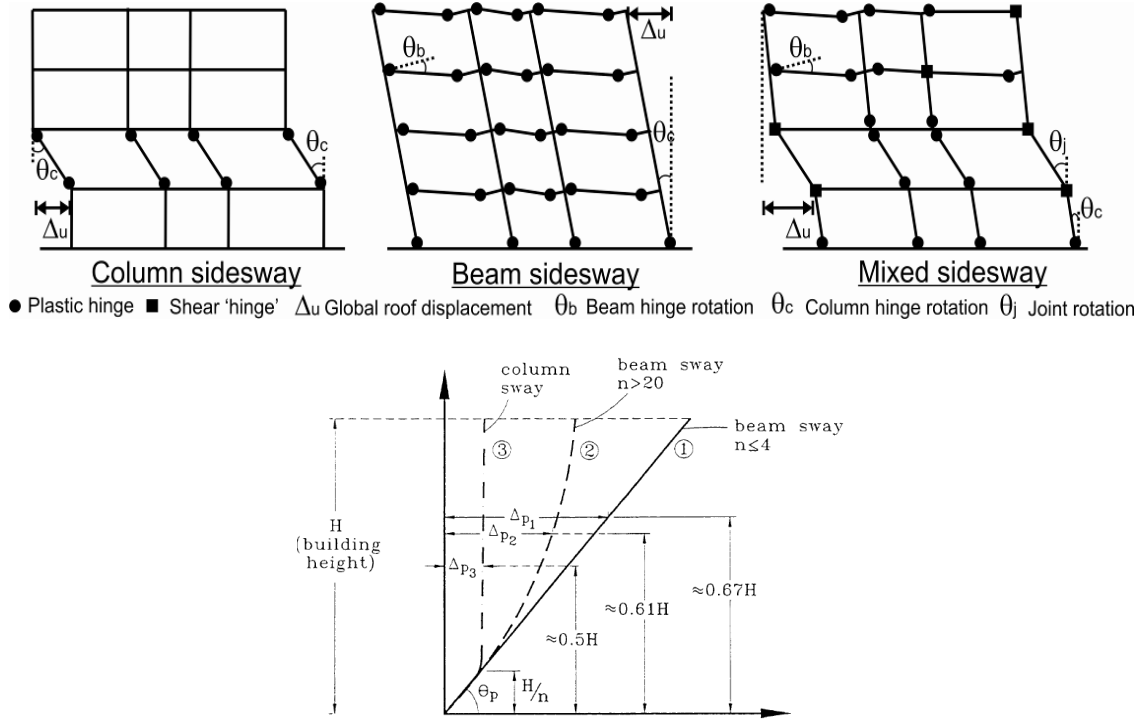 Δu
θb
θc
θb
θc
θc
θc
θj
θc
Δu
Δu
Column sidesway
Beam sidesway
Mixed sidesway
Plastic hinge
Shear 'hinge'
Δu Global roof displacement
θb Beam hinge rotation
θc Column hinge rotation
θj Joint rotation
column
sway
beam sway
n>20
beam sway
n≤4
③
②
①
H
(building
height)
Δp1
Δp2
Δp3
≈0.67H
≈0.61H
≈0.5H
H/n
θp